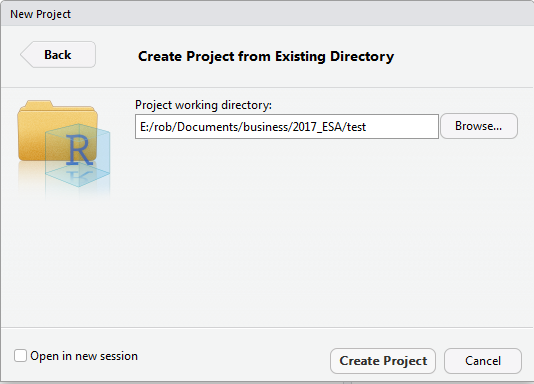 New Project
Back
Create Project from Existing Directory
Project working directory:
E:/rob/Documents/business/2017_ESA/test
Browse...
R
Open in new session
Create Project
Cancel